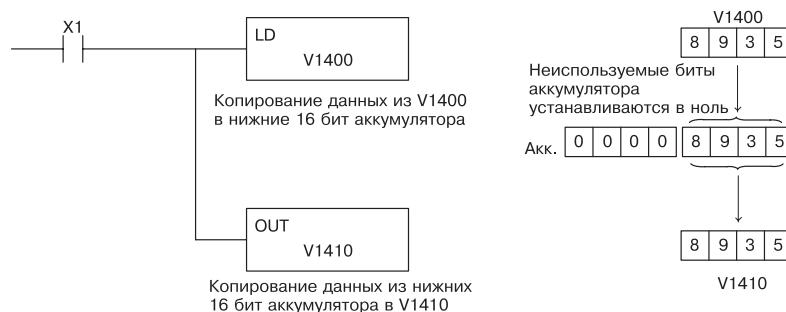 X1
LD
V1400
Копирование данных из V1400
в нижние 16 бит аккумулятора
OUT
V1410
Копирование данных из нижних
16 бит аккумулятора в V1410
V1400
8 9 3 5
Неиспользуемые биты
аккумулятора
устанавливаются в ноль
Акк. 0 0 0 0 8 9 3 5
8 9 3 5
V1410